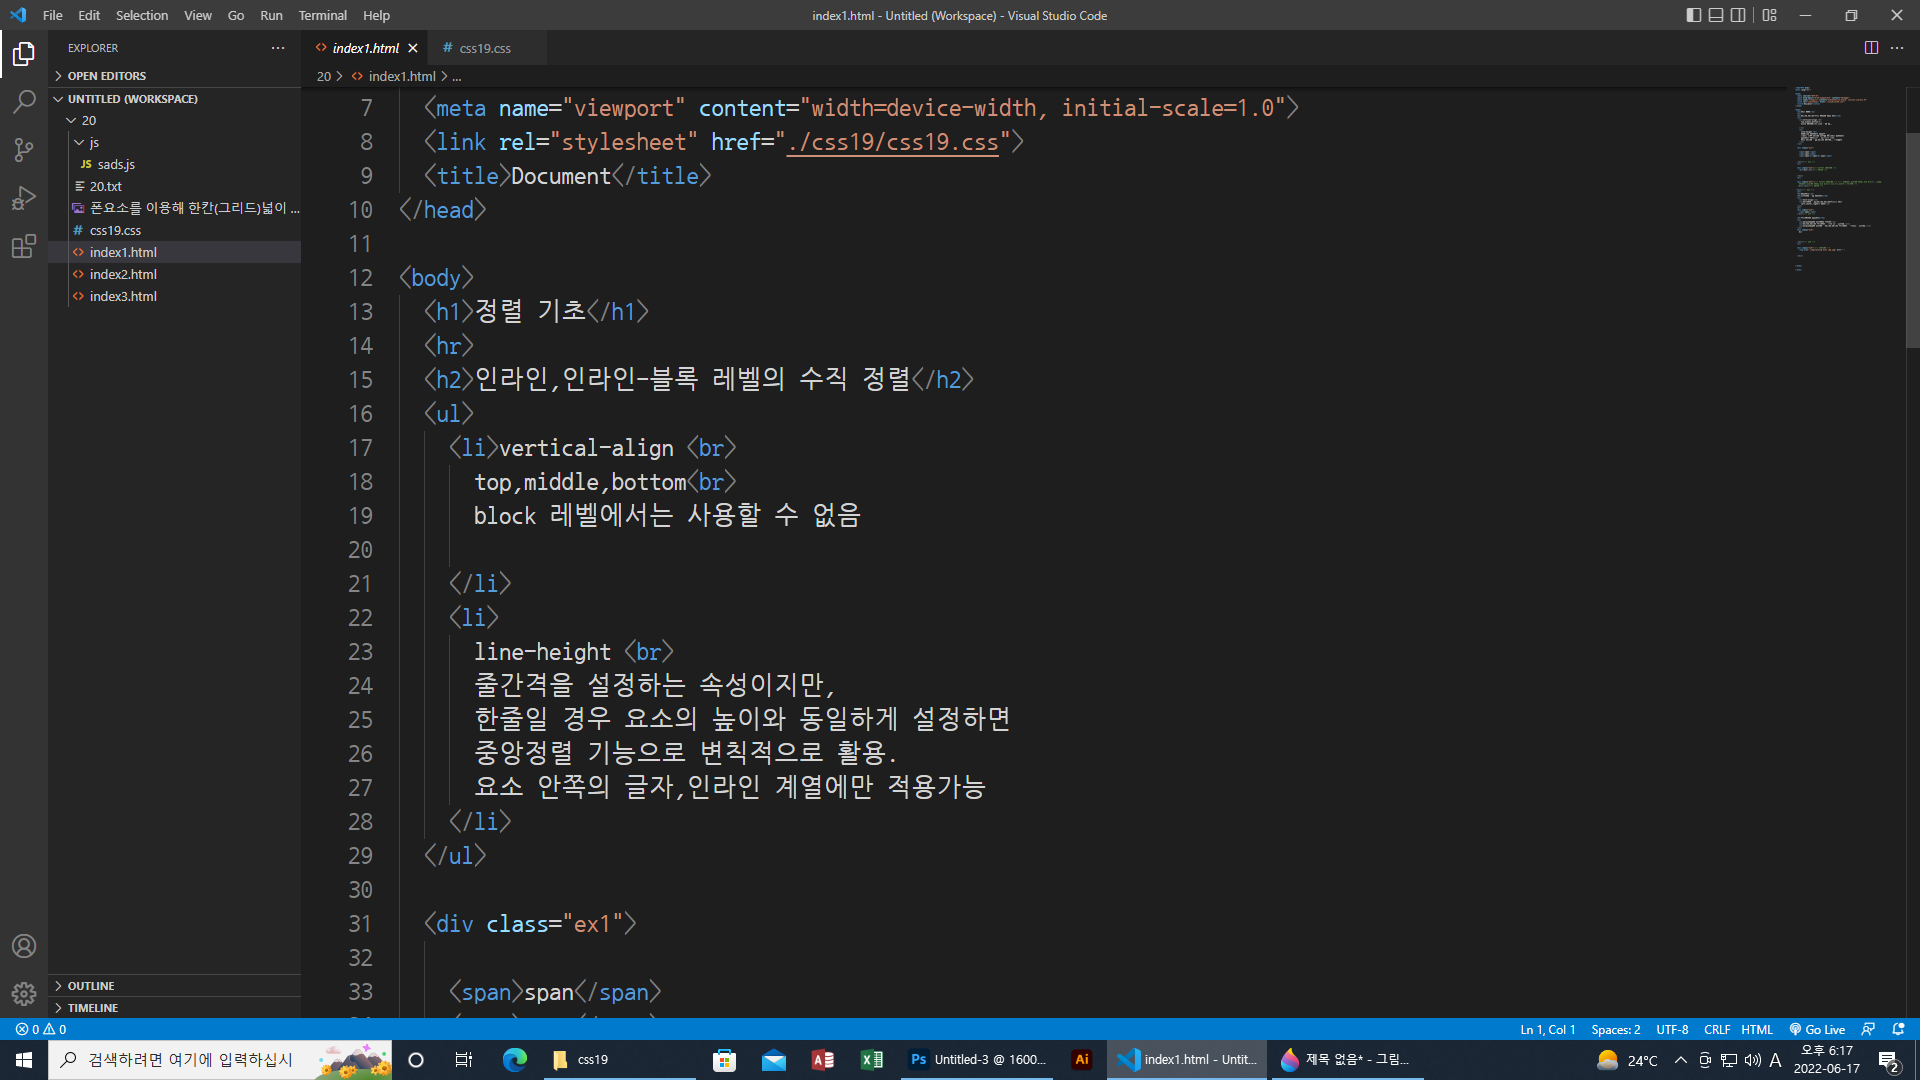 File Edit Selection View Go Run Terminal Help
index1.html - Untitled (Workspace) - Visual Studio Code
EXPLORER
OPEN EDITORS
UNTITLED (WORKSPACE)
20
js
JS sads.js
20.txt
폰요소를 이용해 한칸(그리드)넓이 ...
# css19.css
<> index1.html
<> index2.html
<> index3.html
OUTLINE
TIMELINE
<> index1.html
# css19.css
20 > <> index1.html > ...
7 <meta name="viewport" content="width=device-width, initial-scale=1.0">
8 <link rel="stylesheet" href="./css19/css19.css">
9 <title>Document</title>
10 </head>
11
12 <body>
13 <h1>정렬 기초</h1>
14 <hr>
15 <h2>인라인,인라인-블록 레벨의 수직 정렬</h2>
16 <ul>
17 <li>vertical-align <br>
18 top,middle,bottom<br>
19 block 레벨에서는 사용할 수 없음
20
21 </li>
22 <li>
23 line-height <br>
24 줄간격을 설정하는 속성이지만,
25 한줄일 경우 요소의 높이와 동일하게 설정하면
26 중앙정렬 기능으로 변칙적으로 활용.
27 요소 안쪽의 글자,인라인 계열에만 적용가능
28 </li>
29 </ul>
30
31 <div class="ex1">
32
33 <span>span</span>
0 0
Ln 1, Col 1 Spaces: 2 UTF-8 CRLF HTML Go Live
검색하려면 여기에 입력하십시
css19
Ps Untitled-3 @ 1600...
Ai
index1.html - Untit...
제목 없음* - 그림...
24°C
A
오후 6:17
2022-06-17
2